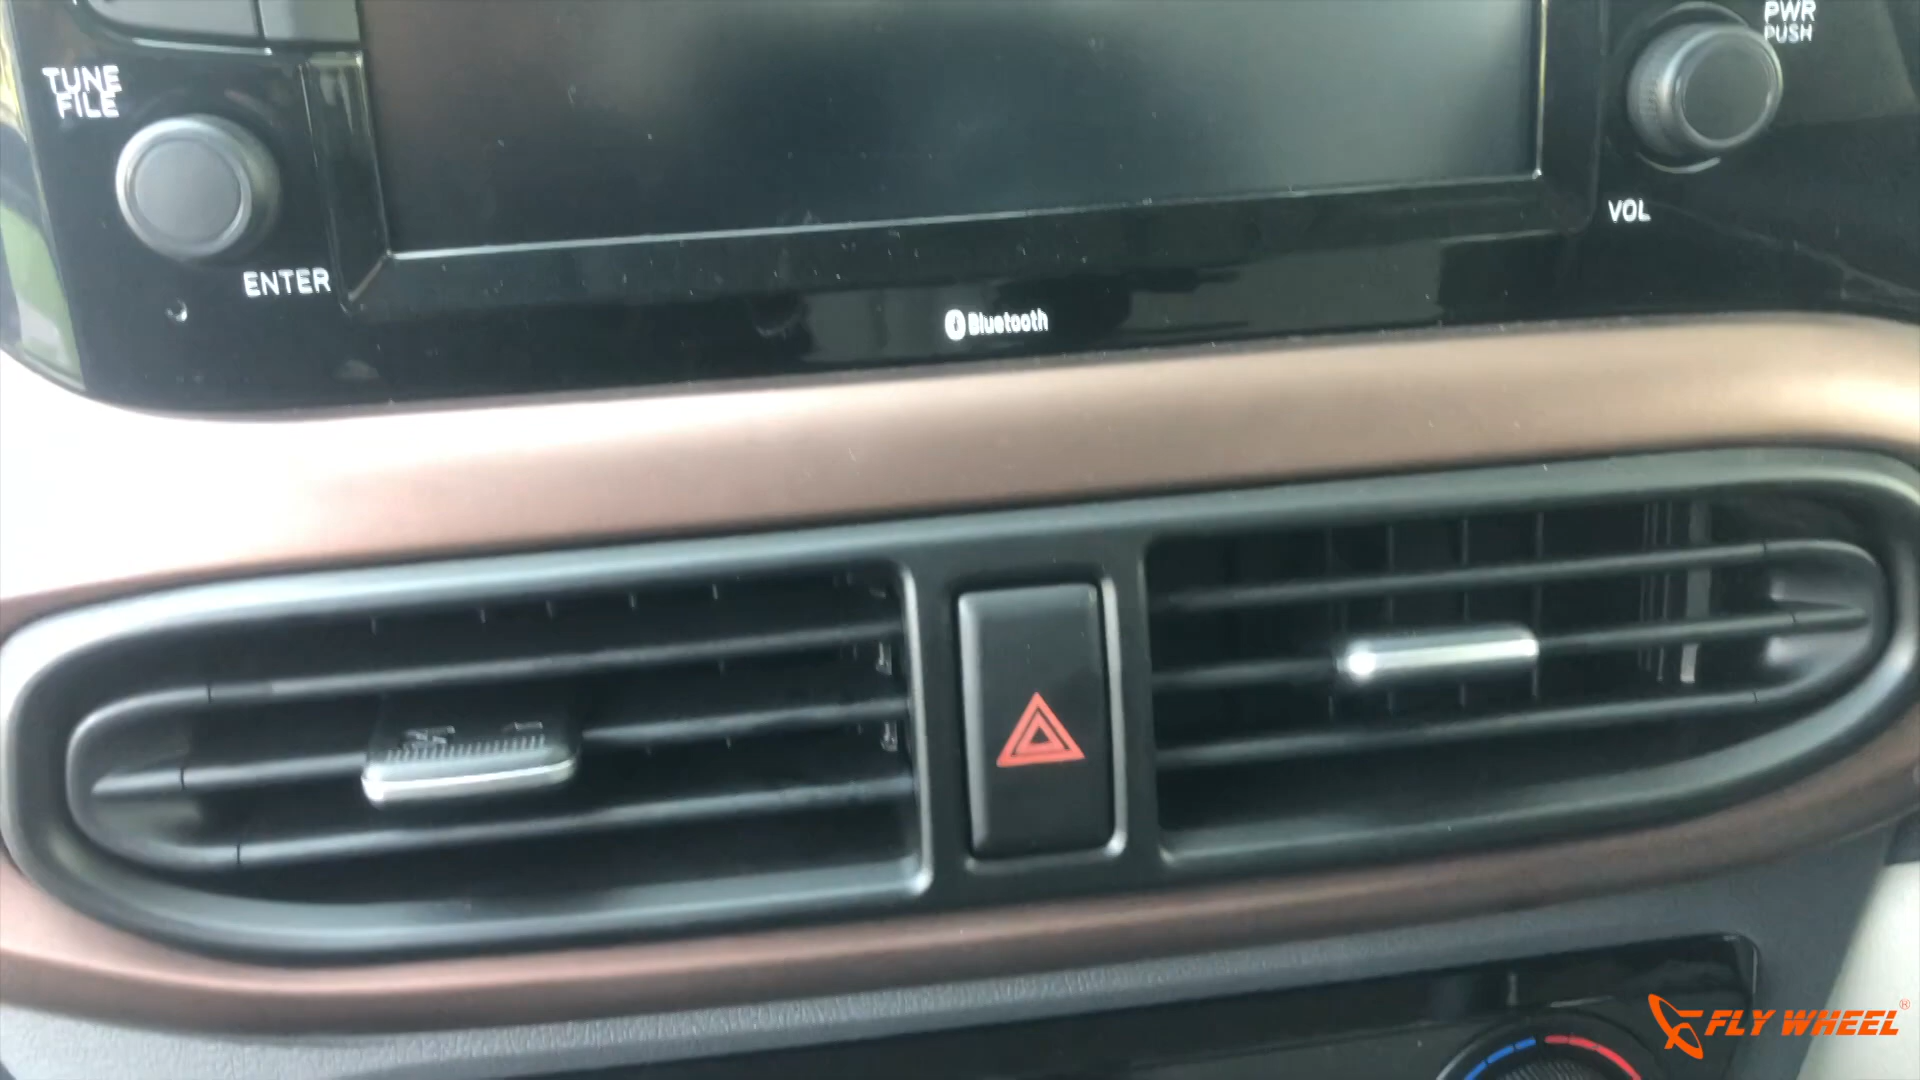 TUNE
FILE
ENTER
PWR
PUSH
VOL
Bluetooth
FLY WHEEL®